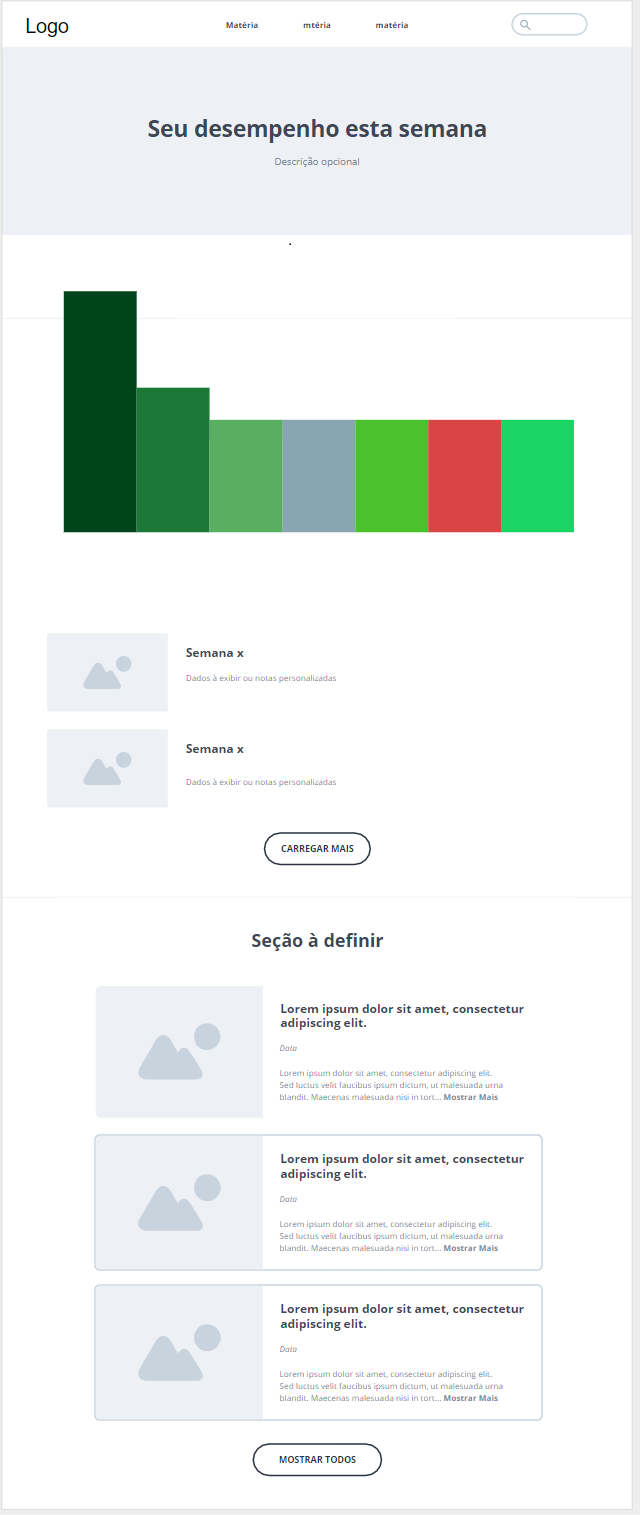 Logo
Matéria
mtéria
matéria
Seu desempenho esta semana
Descrição opcional
.
Semana x
Dados à exibir ou notas personalizadas
Semana x
Dados à exibir ou notas personalizadas
CARREGAR MAIS
Seção à definir
Lorem ipsum dolor sit amet, consectetur
adipiscing elit.
Data
Lorem ipsum dolor sit amet, consectetur adipiscing elit.
Sed luctus velit faucibus ipsum dictum, ut malesuada urna
blandit. Maecenas malesuada nisi in tort... Mostrar Mais
Lorem ipsum dolor sit amet, consectetur
adipiscing elit.
Data
Lorem ipsum dolor sit amet, consectetur adipiscing elit.
Sed luctus velit faucibus ipsum dictum, ut malesuada urna
blandit. Maecenas malesuada nisi in tort... Mostrar Mais
Lorem ipsum dolor sit amet, consectetur
adipiscing elit.
Data
Lorem ipsum dolor sit amet, consectetur adipiscing elit.
Sed luctus velit faucibus ipsum dictum, ut malesuada urna
blandit. Maecenas malesuada nisi in tort... Mostrar Mais
MOSTRAR TODOS